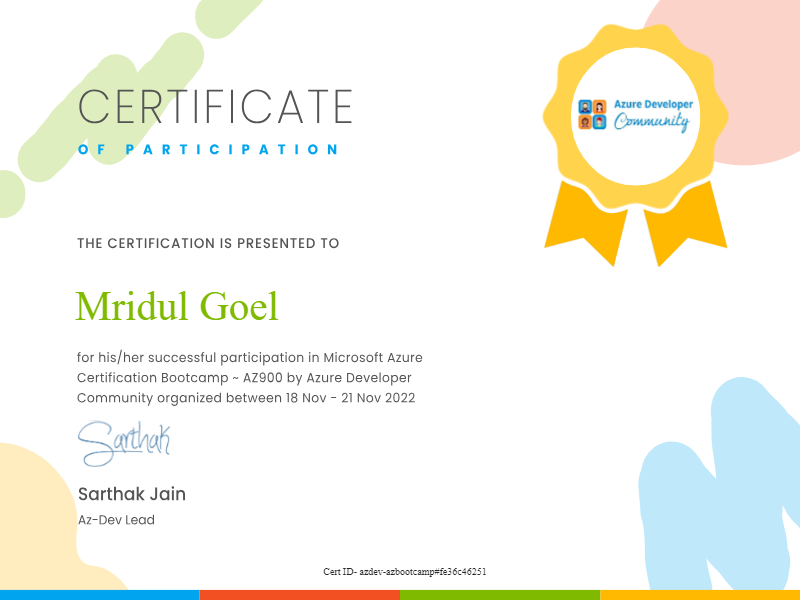 CERTIFICATE
OF PARTICIPATION
Azure Developer
Community
THE CERTIFICATION IS PRESENTED TO
Mridul Goel
for his/her successful participation in Microsoft Azure
Certification Bootcamp ~ AZ900 by Azure Developer
Community organized between 18 Nov - 21 Nov 2022
Sarthak
Sarthak Jain
Az-Dev Lead
Cert ID- azdev-azbootcamp#fe36c46251